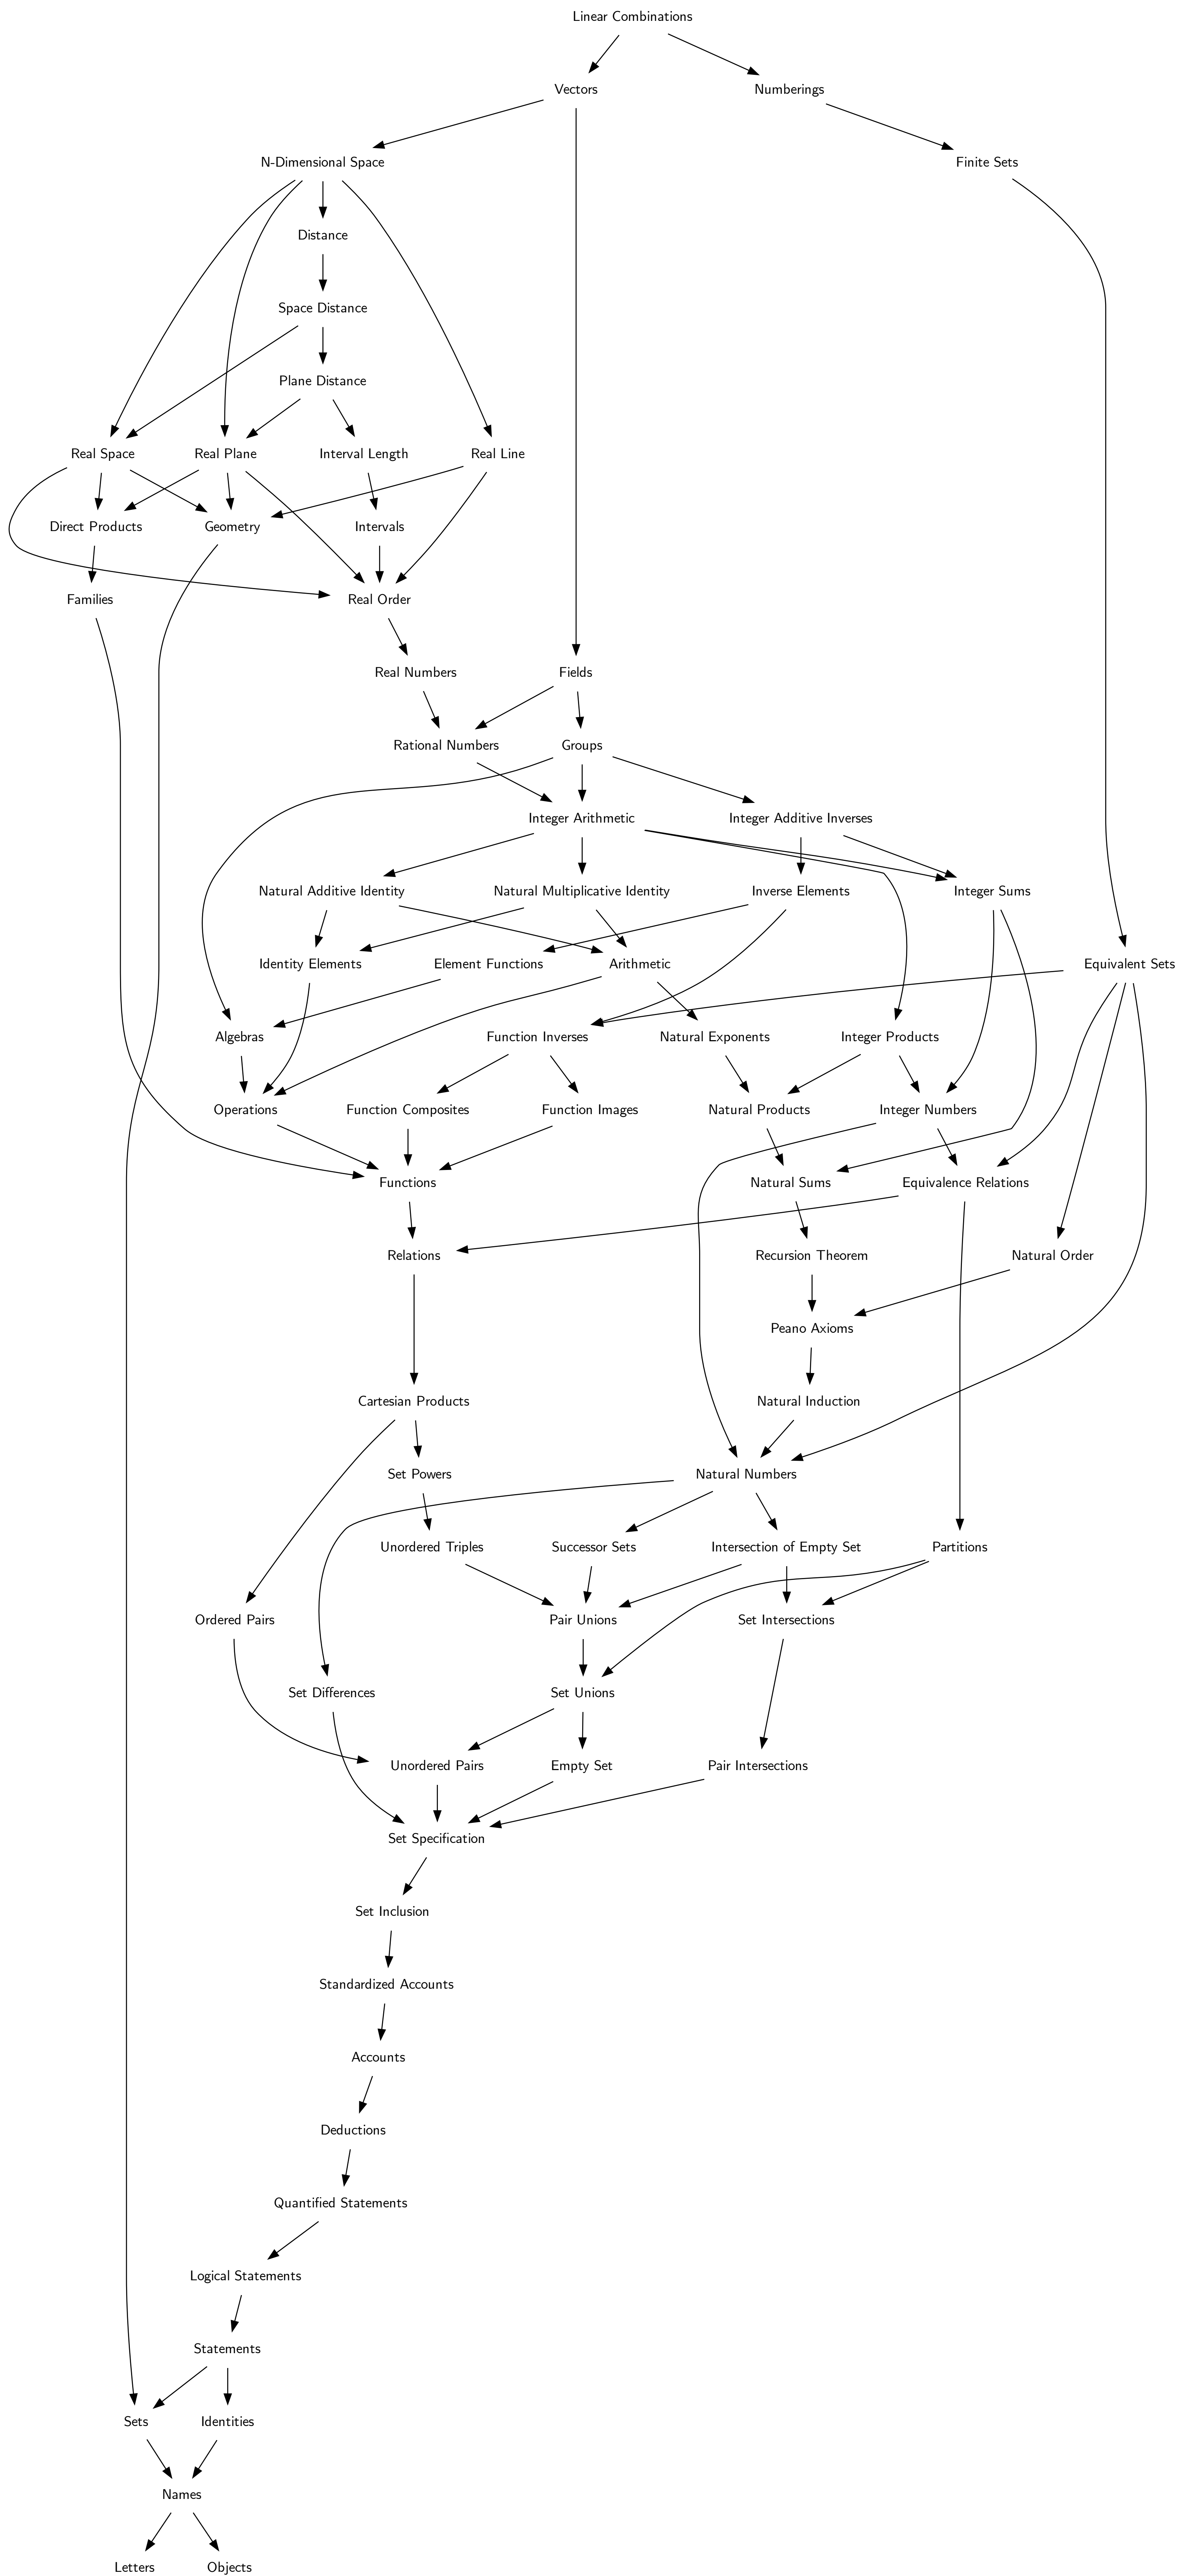 Linear Combinations
Vectors
Numberings
N-Dimensional Space
Finite Sets
Distance
Space Distance
Plane Distance
Real Space
Real Plane
Interval Length
Real Line
Direct Products
Geometry
Intervals
Families
Real Order
Real Numbers
Fields
Rational Numbers
Groups
Integer Arithmetic
Integer Additive Inverses
Natural Additive Identity
Natural Multiplicative Identity
Inverse Elements
Integer Sums
Identity Elements
Element Functions
Arithmetic
Equivalent Sets
Algebras
Function Inverses
Natural Exponents
Integer Products
Operations
Function Composites
Function Images
Natural Products
Integer Numbers
Functions
Natural Sums
Equivalence Relations
Relations
Recursion Theorem
Natural Order
Peano Axioms
Cartesian Products
Natural Induction
Set Powers
Natural Numbers
Unordered Triples
Successor Sets
Intersection of Empty Set
Partitions
Ordered Pairs
Pair Unions
Set Intersections
Set Differences
Set Unions
Unordered Pairs
Empty Set
Pair Intersections
Set Specification
Set Inclusion
Standardized Accounts
Accounts
Deductions
Quantified Statements
Logical Statements
Statements
Sets
Identities
Names
Letters
Objects